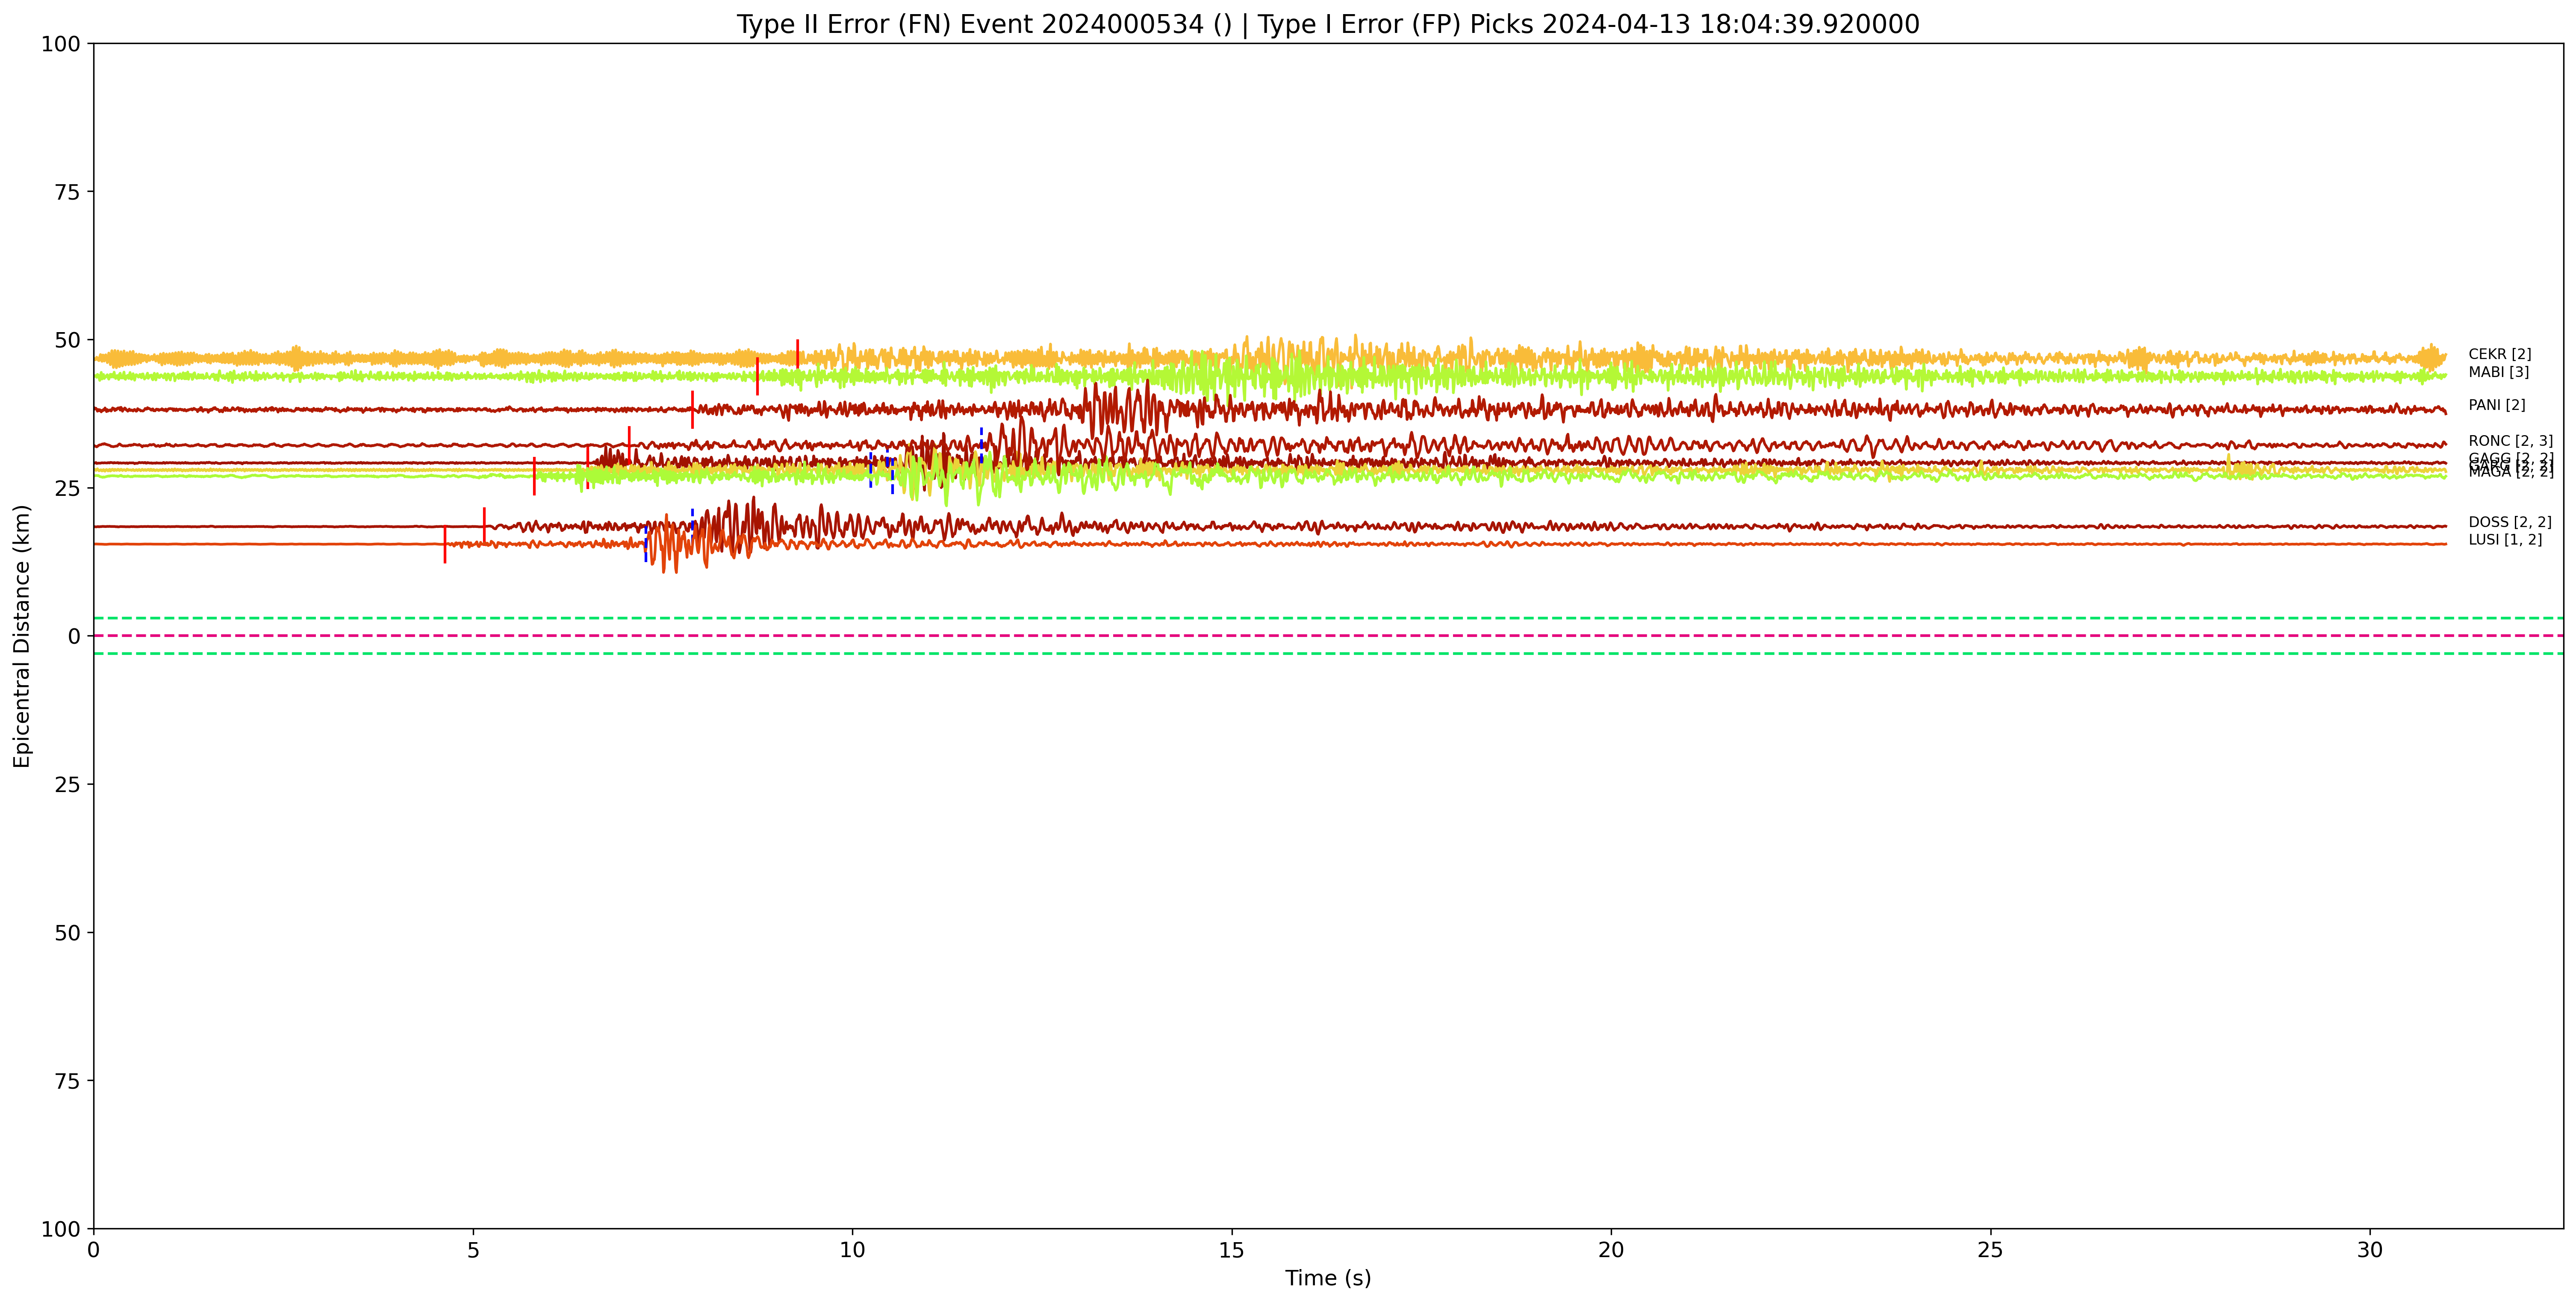 Type II Error (FN) Event 2024000534 () | Type I Error (FP) Picks 2024-04-13 18:04:39.920000
100
75
50
25
0
25
50
75
100
Epicentral Distance (km)
CEKR [2]
MABI [3]
PANI [2]
RONC [2, 3]
GAGG [2, 2]
MAGA [2, 2]
DOSS [2, 2]
LUSI [1, 2]
0
5
10
15
20
25
30
Time (s)